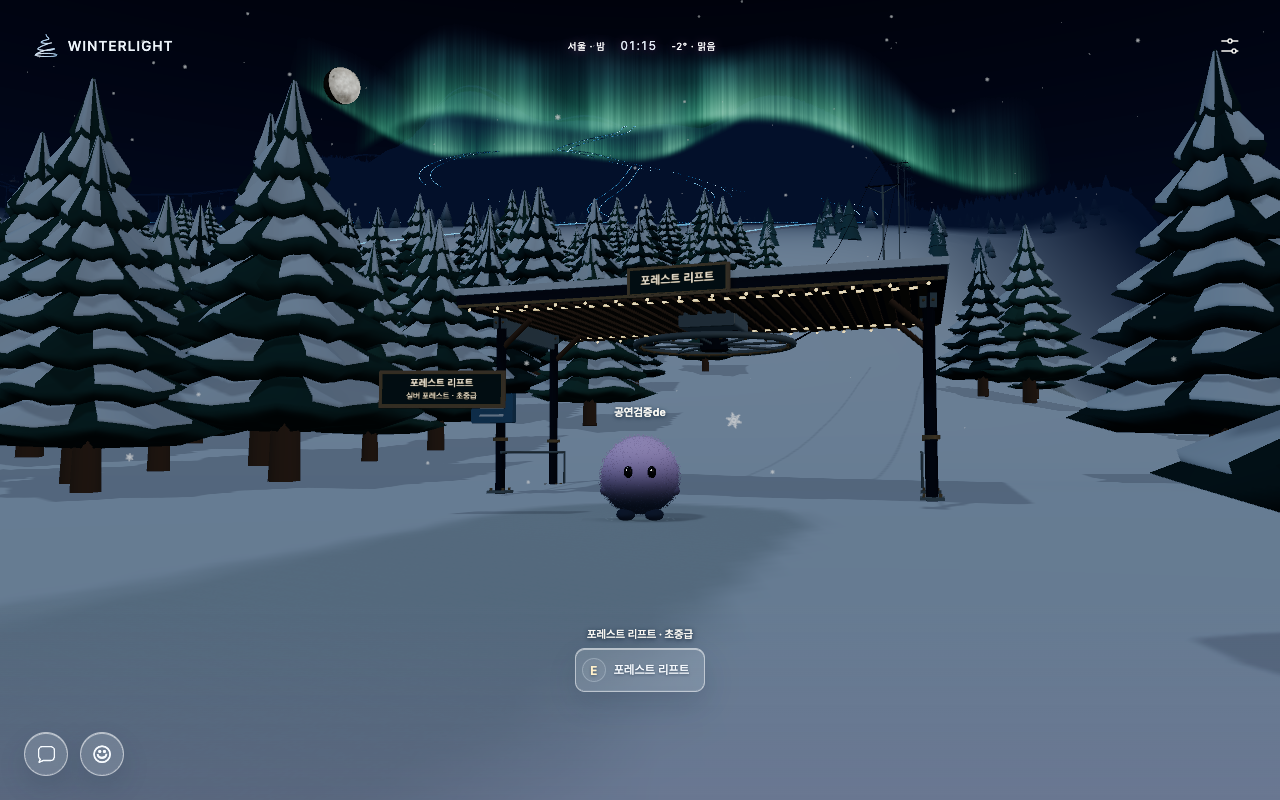 WINTERLIGHT
서울 · 밤 01:15 -2° · 맑음
포레스트 리프트
포레스트 리프트
실버 포레스트 · 초중급
공연검증de
포레스트 리프트 · 초중급
E 포레스트 리프트